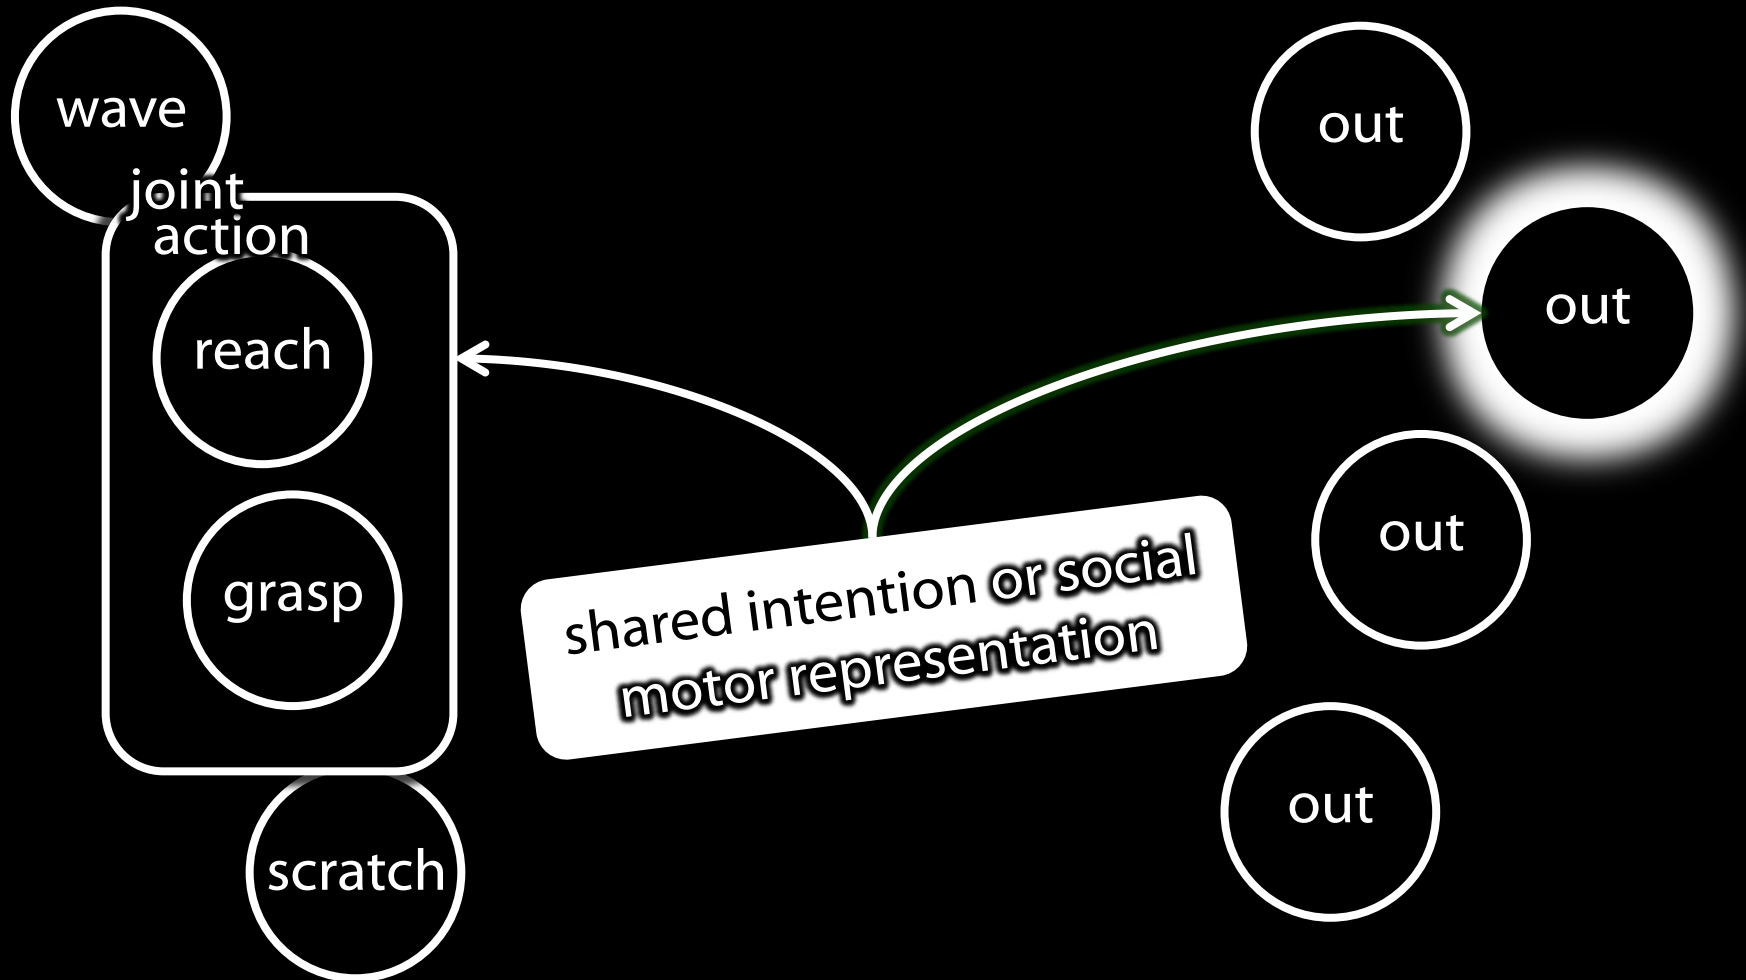 wave
joint
action
reach
grasp
scratch
shared intention or social
motor representation
out
out
out
out